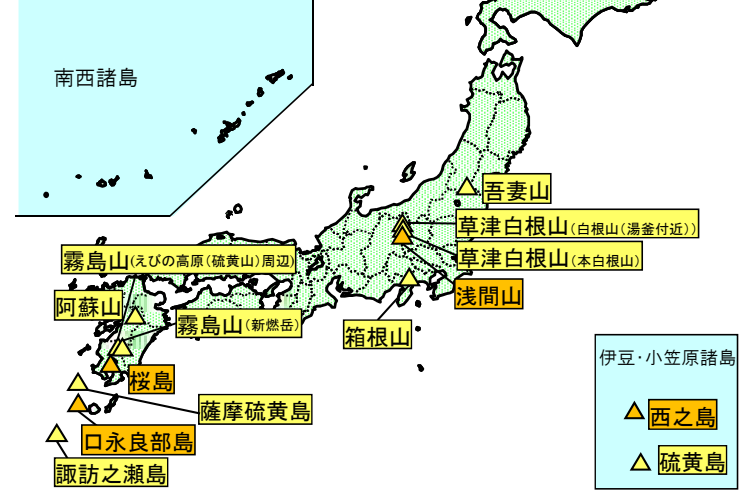 南西諸島
吾妻山
草津白根山(白根山(湯釜付近))
草津白根山(本白根山)
霧島山(えびの高原(硫黄山)周辺)
浅間山
阿蘇山
霧島山(新燃岳)
箱根山
伊豆・小笠原諸島
桜島
薩摩硫黄島
西之島
口永良部島
硫黄島
諏訪之瀬島